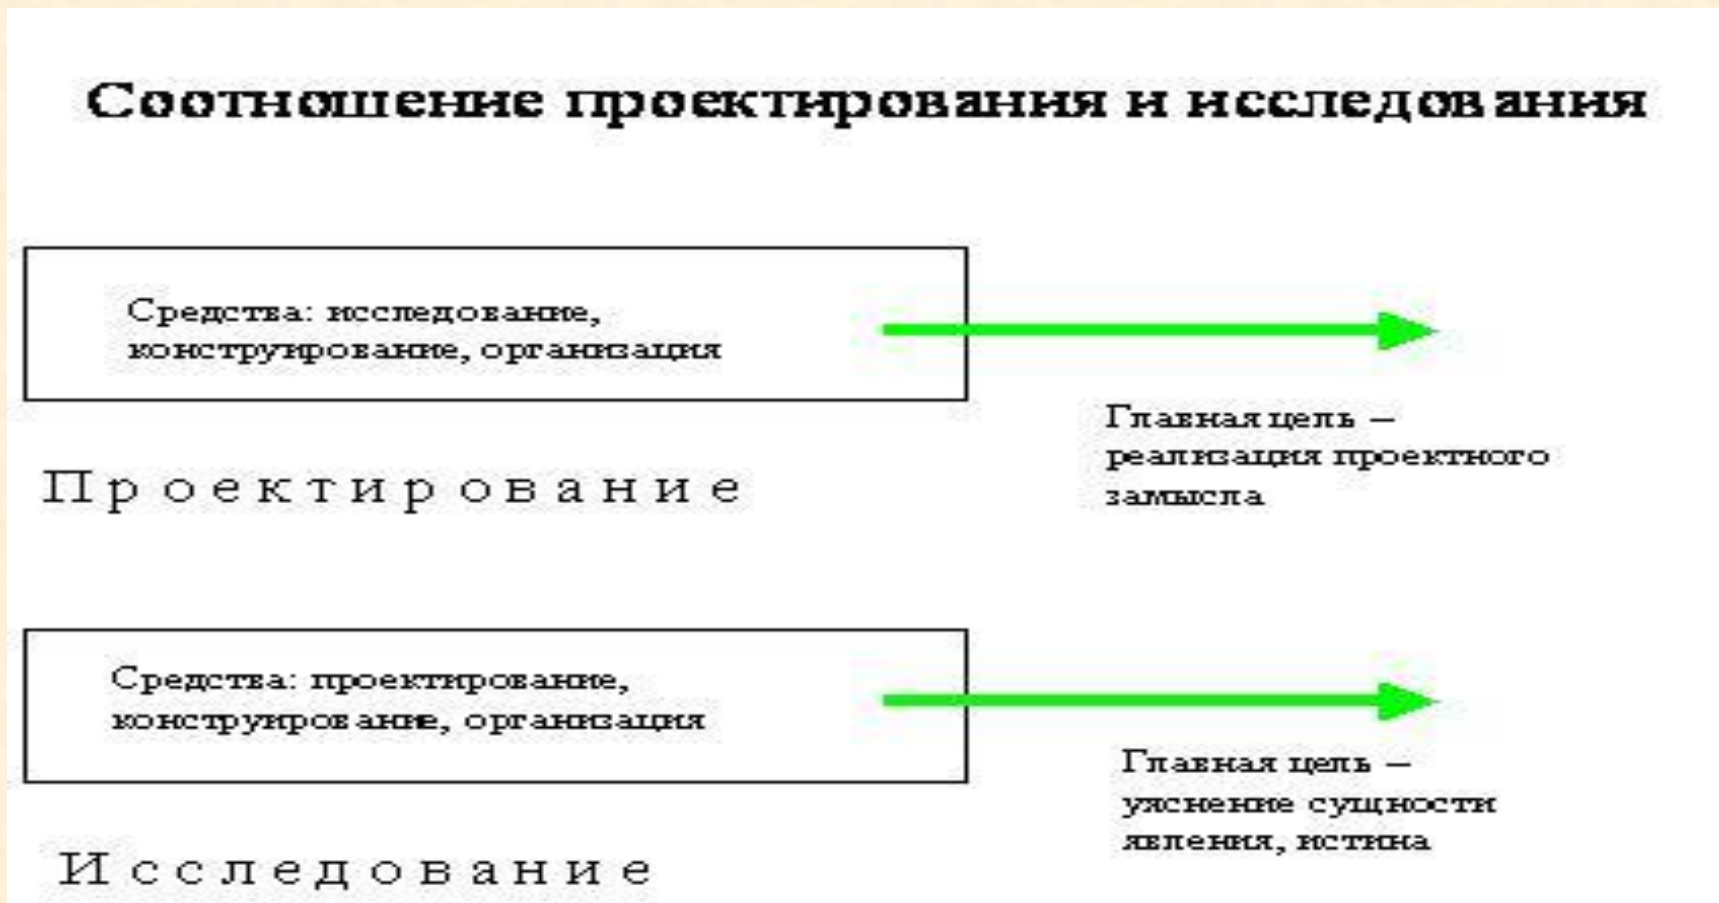 Соотношение проектирования и исследования
Средства: исследование,
конструирование, организация
Главная цель –
реализация проектного
замысла
Проектирование
Средства: проектирование,
конструирование, организация
Главная цель –
уяснение сущности
явления, истина
Исследование